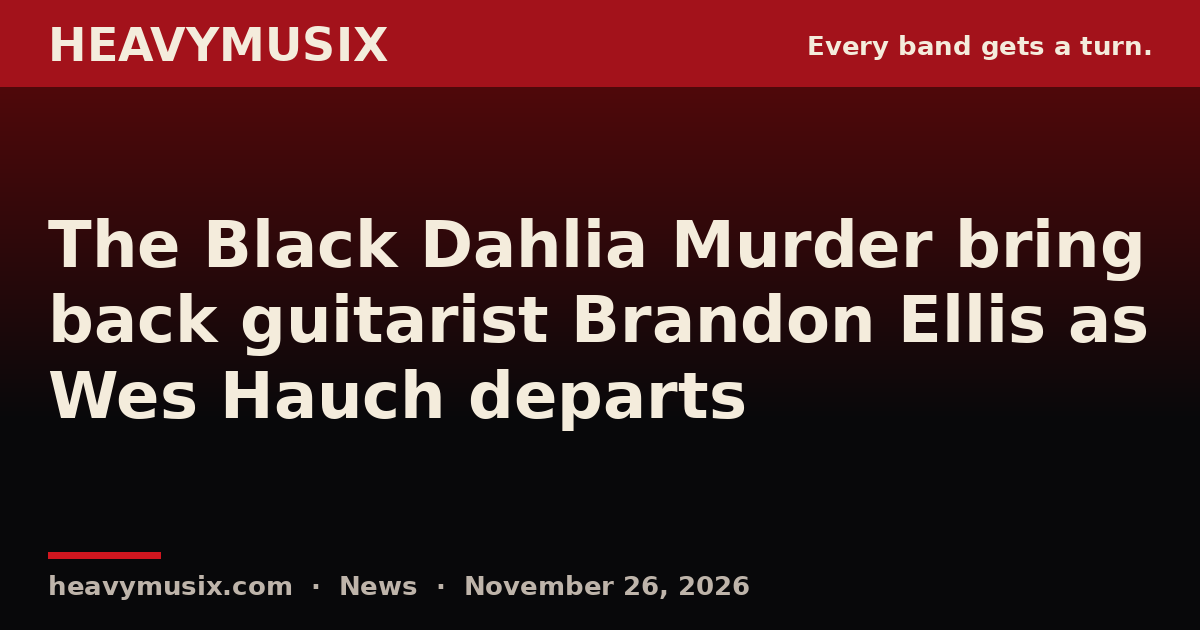 HEAVYMUSIX
Every band gets a turn.
The Black Dahlia Murder bring
back guitarist Brandon Ellis as
Wes Hauch departs
heavymusix.com · News · November 26, 2026